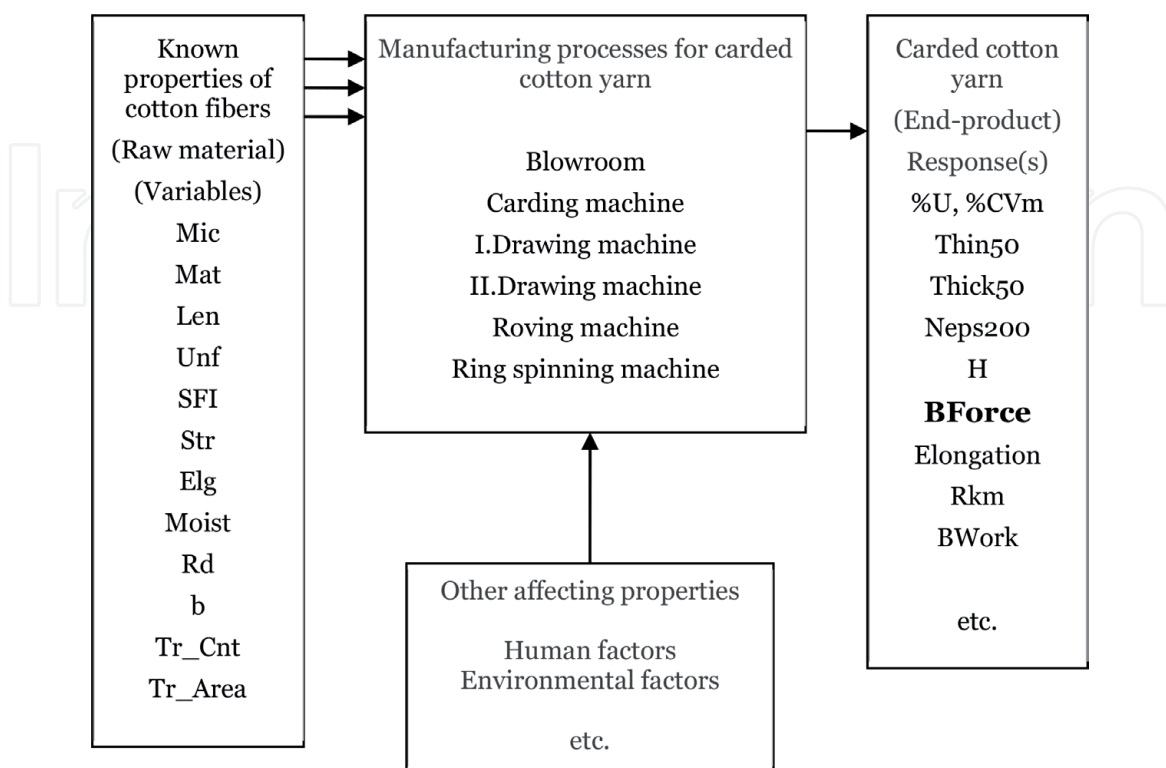 Known
properties of
cotton fibers
(Raw material)
(Variables)
Mic
Mat
Len
Unf
SFI
Str
Elg
Moist
Rd
b
Tr_Cnt
Tr_Area
Manufacturing processes for carded
cotton yarn
Blowroom
Carding machine
I.Drawing machine
II.Drawing machine
Roving machine
Ring spinning machine
Other affecting properties
Human factors
Environmental factors
etc.
Carded cotton
yarn
(End-product)
Response(s)
%U, %CVm
Thin50
Thick50
Neps200
H
BForce
Elongation
Rkm
BWork
etc.